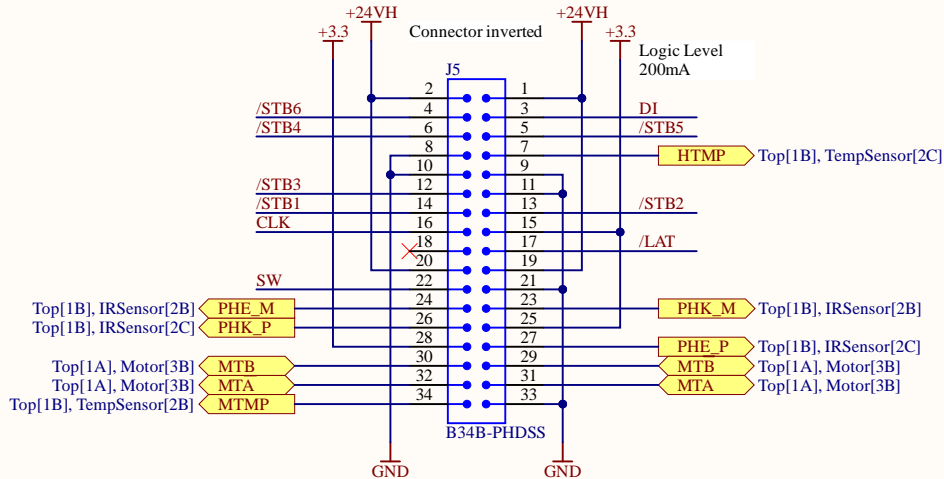 +24VH
+24VH
+3.3
Connector inverted
+3.3
Logic Level
200mA
J5
2
1
/STB6
4
3
DI
/STB4
6
5
/STB5
8
7
HTMP
Top[1B], TempSensor[2C]
10
9
/STB3
12
11
/STB1
14
13
/STB2
CLK
16
15
18
17
/LAT
20
19
SW
22
21
Top[1B], IRSensor[2B]
PHE_M
24
23
PHK_M
Top[1B], IRSensor[2B]
Top[1B], IRSensor[2C]
PHK_P
26
25
28
27
PHE_P
Top[1B], IRSensor[2C]
Top[1A], Motor[3B]
MTB
30
29
MTB
Top[1A], Motor[3B]
Top[1A], Motor[3B]
MTA
32
31
MTA
Top[1A], Motor[3B]
Top[1B], TempSensor[2B]
MTMP
34
33
B34B-PHDSS
GND
GND